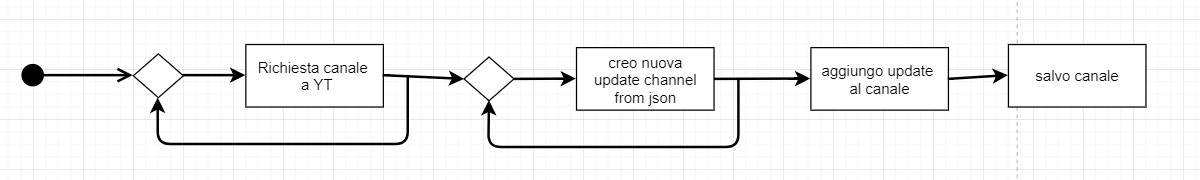 Richiesta canale
a YT
creo nuova
update channel
from json
aggiungo update
al canale
salvo canale